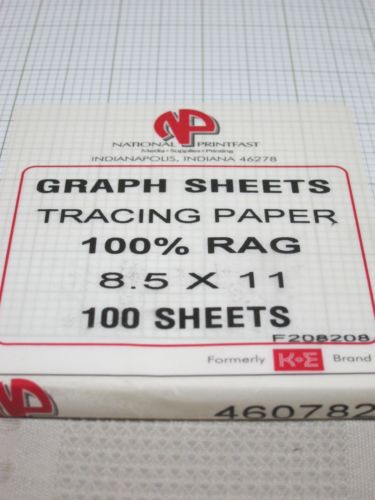 NP
NATIONAL PRINTFAST
Media • Supplies • Printing
INDIANAPOLIS, INDIANA 46278
GRAPH SHEETS
TRACING PAPER
100% RAG
8.5 X 11
100 SHEETS
F208208
Formerly K+E Brand
NP
460782